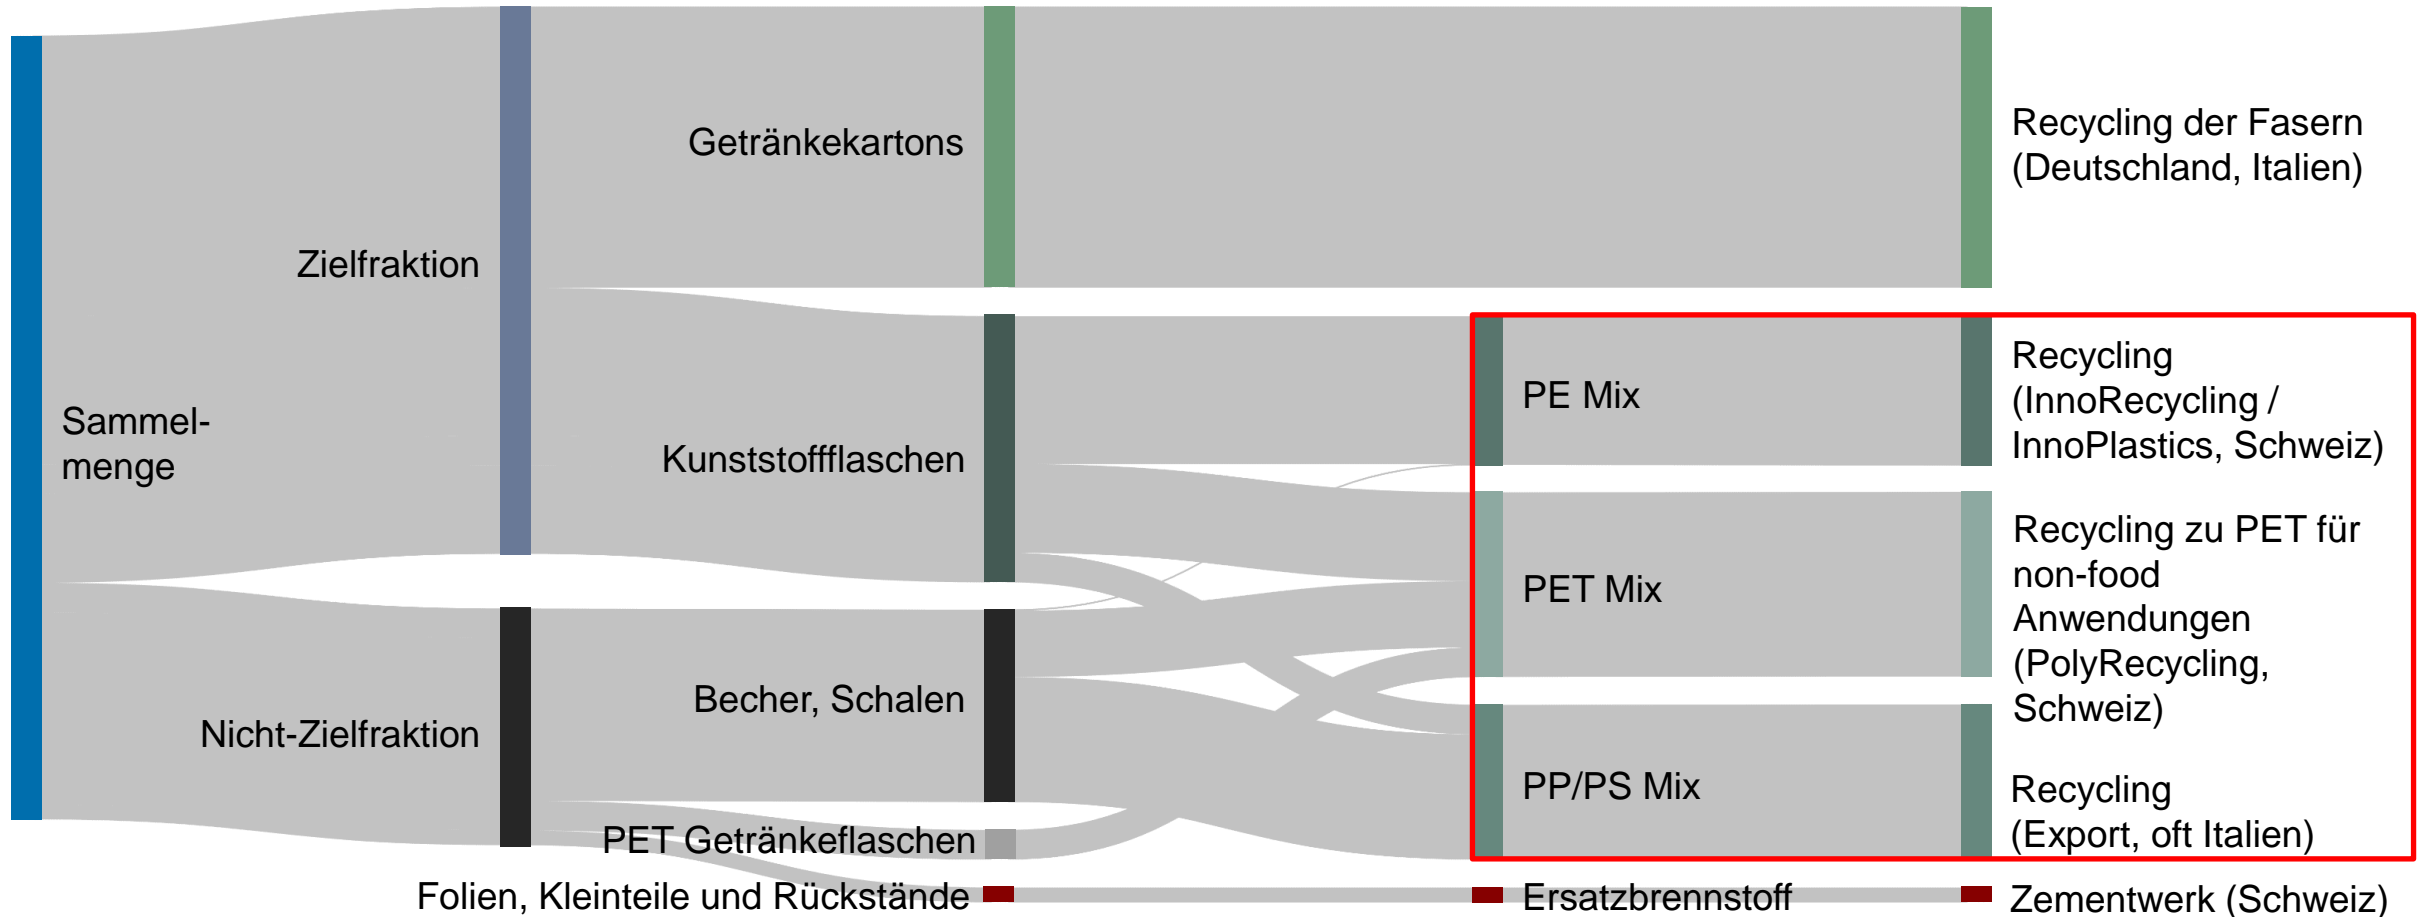 Sammel-
menge
Zielfraktion
Nicht-Zielfraktion
Getränkekartons
Kunststoffflaschen
Becher, Schalen
PET Getränkeflaschen
Folien, Kleinteile und Rückstände
PE Mix
PET Mix
PP/PS Mix
Ersatzbrennstoff
Recycling der Fasern
(Deutschland, Italien)
Recycling
(InnoRecycling /
InnoPlastics, Schweiz)
Recycling zu PET für
non-food
Anwendungen
(PolyRecycling,
Schweiz)
Recycling
(Export, oft Italien)
Zementwerk (Schweiz)